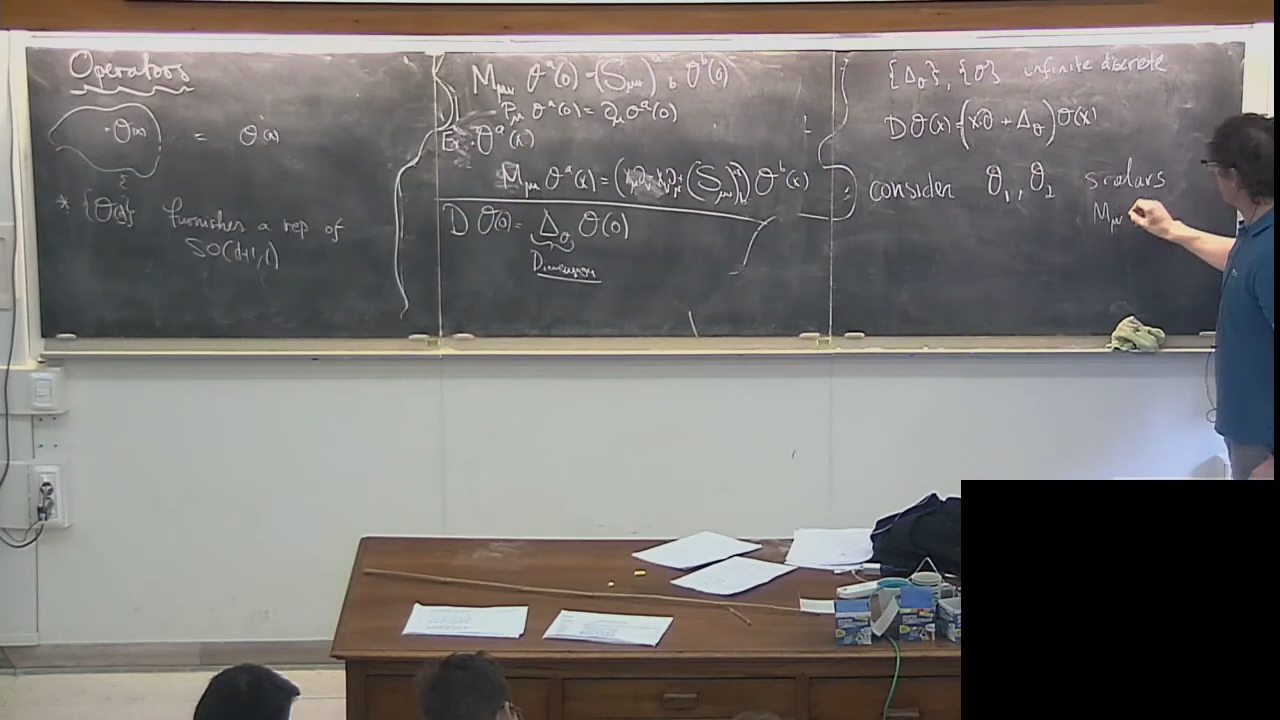 Operators
O(x) = O'(x)
* {O(x)} furnishes a rep of
SO(d+1,1)
M_μν O^a(0) = (S_μν)^a_b O^b(0)
P_μ O^a(0) = ∂_μ O^a(0)
Ex: O^a(x)
M_μν O^a(x) = (x_μ∂_ν - x_ν∂_μ + (S_μν)^a_b) O^b(x)
D O(0) = Δ_O O(0)
Dimension
{Δ_O}, {O} infinite discrete
D O(x) = (x∂ + Δ_O) O(x)
consider O_1, O_2 scalars
M_μν